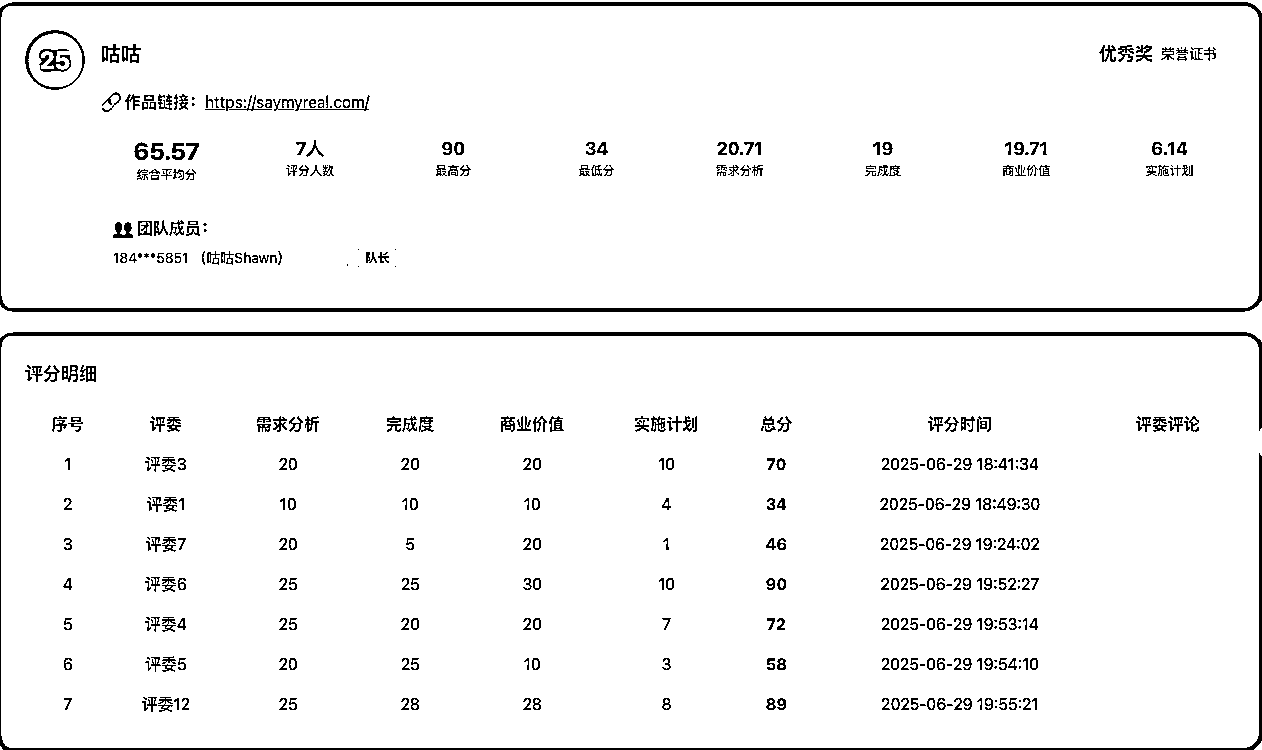 25 咕咕 优秀奖 荣誉证书
作品链接：https://saymyreal.com/
65.57 7人 90 34 20.71 19 19.71 6.14
综合平均分 评分人数 最高分 最低分 需求分析 完成度 商业价值 实施计划
团队成员：
184***5851 （咕咕Shawn） 队长
评分明细
序号 评委 需求分析 完成度 商业价值 实施计划 总分 评分时间 评委评论
1 评委3 20 20 20 10 70 2025-06-29 18:41:34
2 评委1 10 10 10 4 34 2025-06-29 18:49:30
3 评委7 20 5 20 1 46 2025-06-29 19:24:02
4 评委6 25 25 30 10 90 2025-06-29 19:52:27
5 评委4 25 20 20 7 72 2025-06-29 19:53:14
6 评委5 20 25 10 3 58 2025-06-29 19:54:10
7 评委12 25 28 28 8 89 2025-06-29 19:55:21